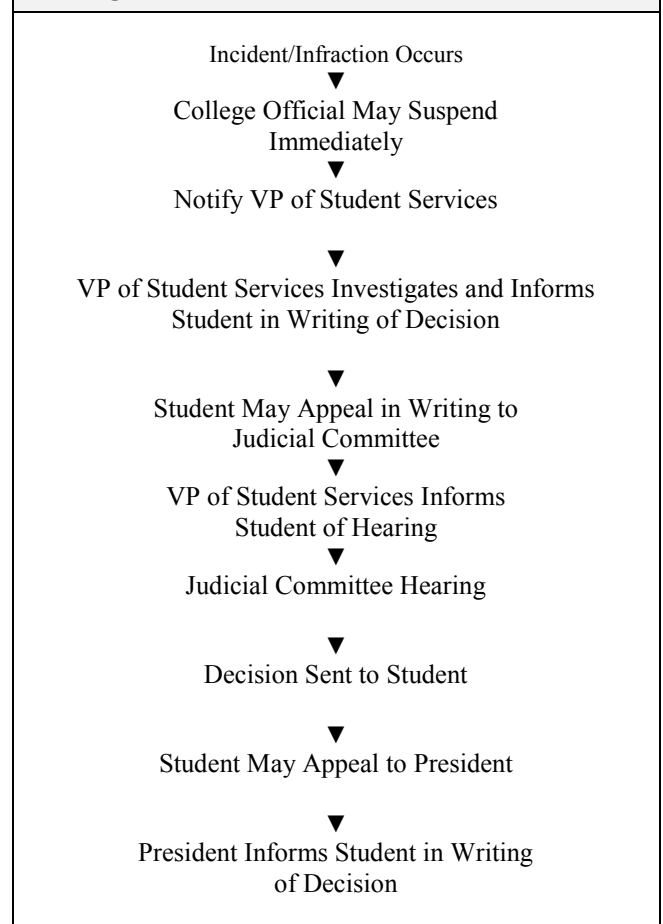 Incident/Infraction Occurs
▼
College Official May Suspend
Immediately
▼
Notify VP of Student Services
▼
VP of Student Services Investigates and Informs
Student in Writing of Decision
▼
Student May Appeal in Writing to
Judicial Committee
▼
VP of Student Services Informs
Student of Hearing
▼
Judicial Committee Hearing
▼
Decision Sent to Student
▼
Student May Appeal to President
▼
President Informs Student in Writing
of Decision